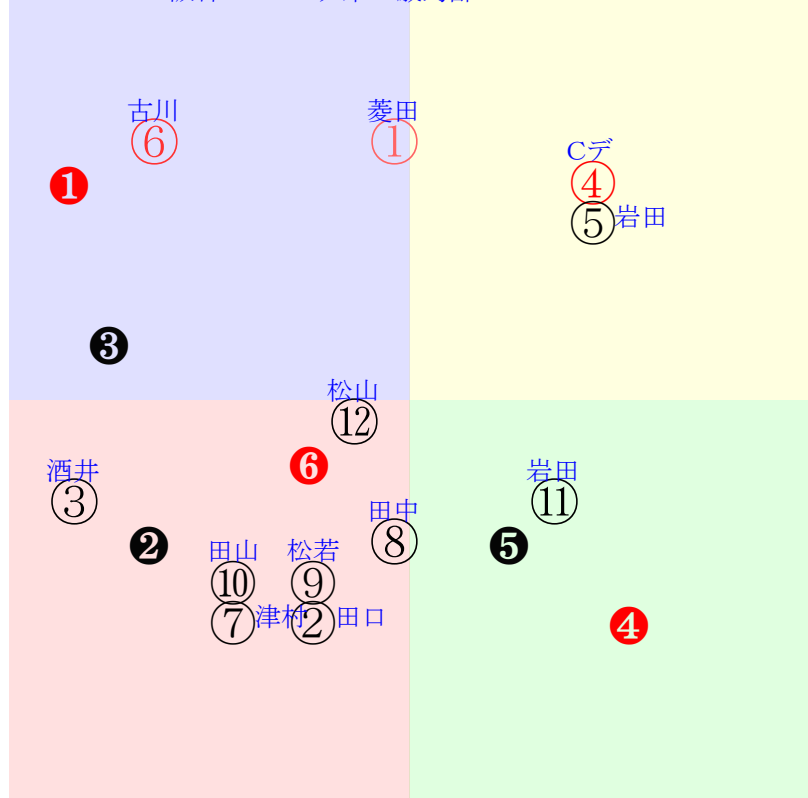 古川
菱田
⑥
①
Cデ
❶
④
⑤岩田
❸
松山
⑫
❻
酒井
岩田
③
⑪
田中
❷
⑧
❺
田山
松若
⑩
⑨
⑦津村
②田口
❹